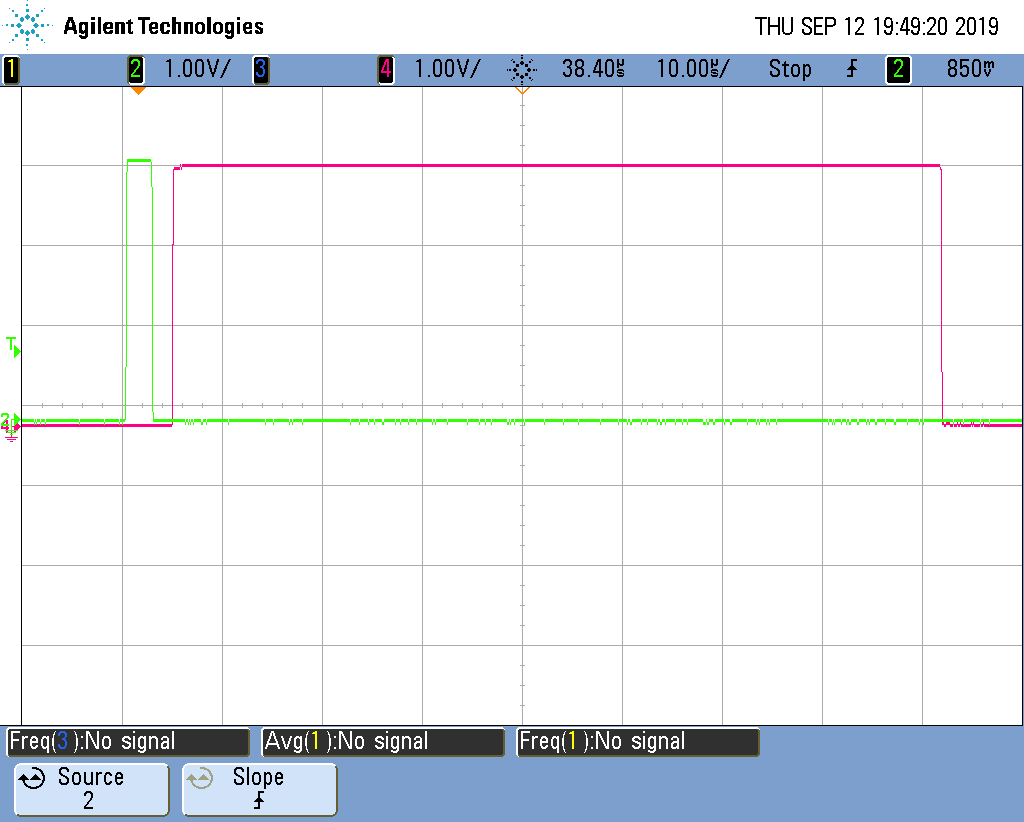 Agilent Technologies THU SEP 12 19:49:20 2019
1 2 1.00V/ 3 4 1.00V/ 38.40µs 10.00µs/ Stop 2 850mV
T
2
Freq(3):No signal Avg(1):No signal Freq(1):No signal
Source Slope
2